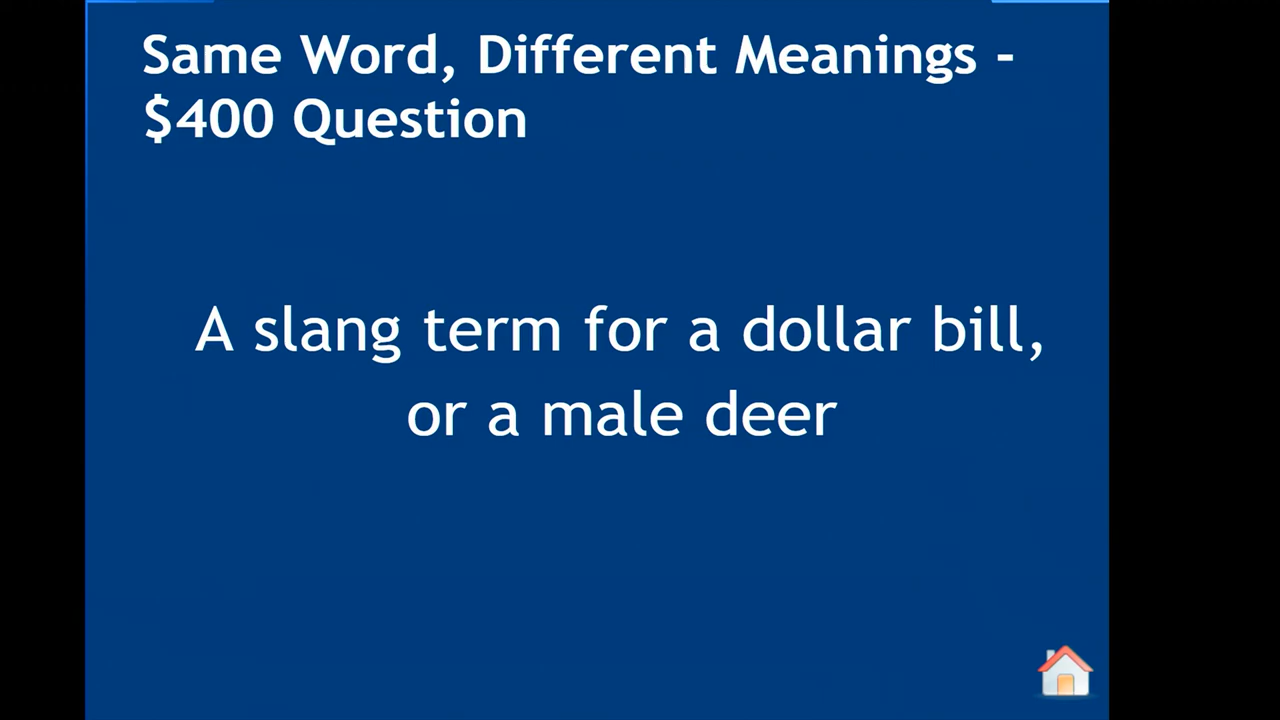 Same Word, Different Meanings -
$400 Question
A slang term for a dollar bill,
or a male deer